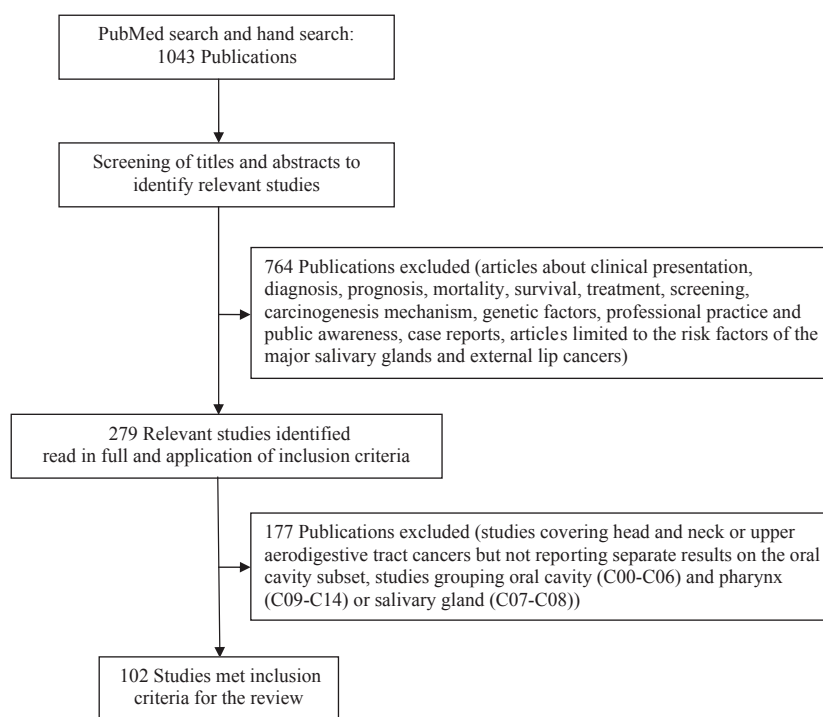 PubMed search and hand search:
1043 Publications
Screening of titles and abstracts to
identify relevant studies
764 Publications excluded (articles about clinical presentation,
diagnosis, prognosis, mortality, survival, treatment, screening,
carcinogenesis mechanism, genetic factors, professional practice and
public awareness, case reports, articles limited to the risk factors of the
major salivary glands and external lip cancers)
279 Relevant studies identified
read in full and application of inclusion criteria
177 Publications excluded (studies covering head and neck or upper
aerodigestive tract cancers but not reporting separate results on the oral
cavity subset, studies grouping oral cavity (C00-C06) and pharynx
(C09-C14) or salivary gland (C07-C08))
102 Studies met inclusion
criteria for the review